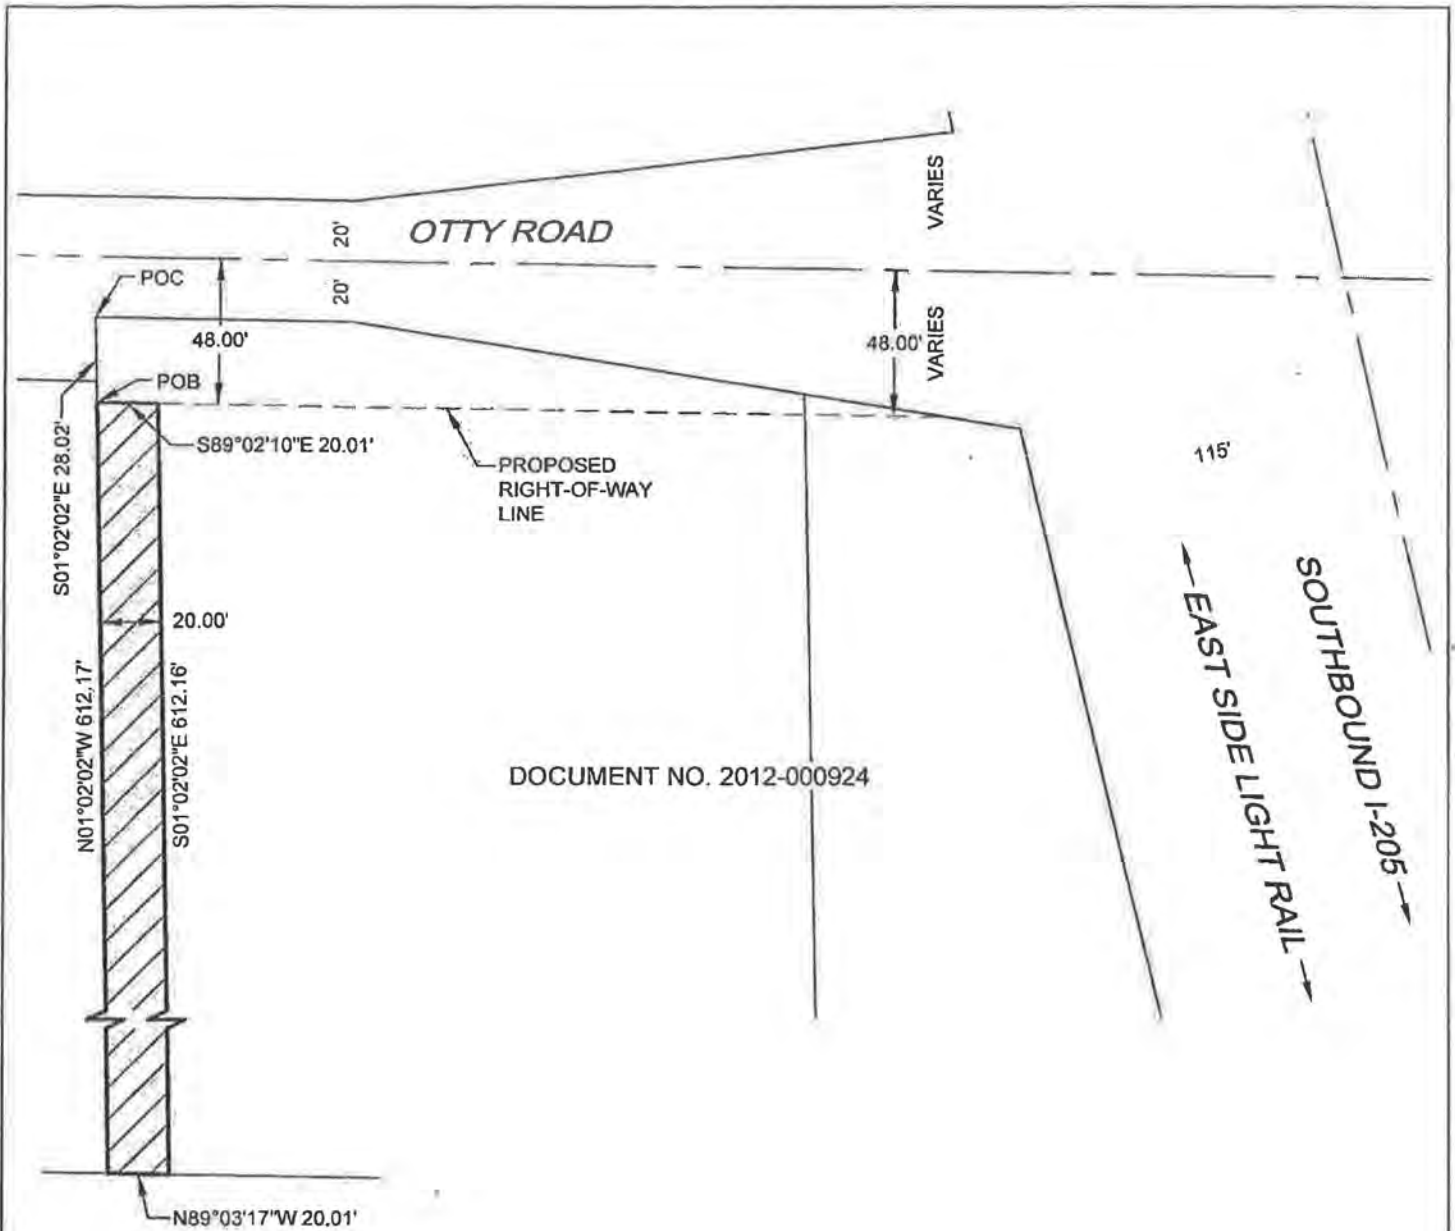 VARIES
20'
OTTY ROAD
POC
20'
48.00'
48.00'
VARIES
POB
S01°02'02"E 28.02'
S89°02'10"E 20.01'
PROPOSED
RIGHT-OF-WAY
LINE
115'
20.00'
N01°02'02"W 612.17'
S01°02'02"E 612.16'
DOCUMENT NO. 2012-000924
EAST SIDE LIGHT RAIL
SOUTHBOUND I-205
N89°03'17"W 20.01'